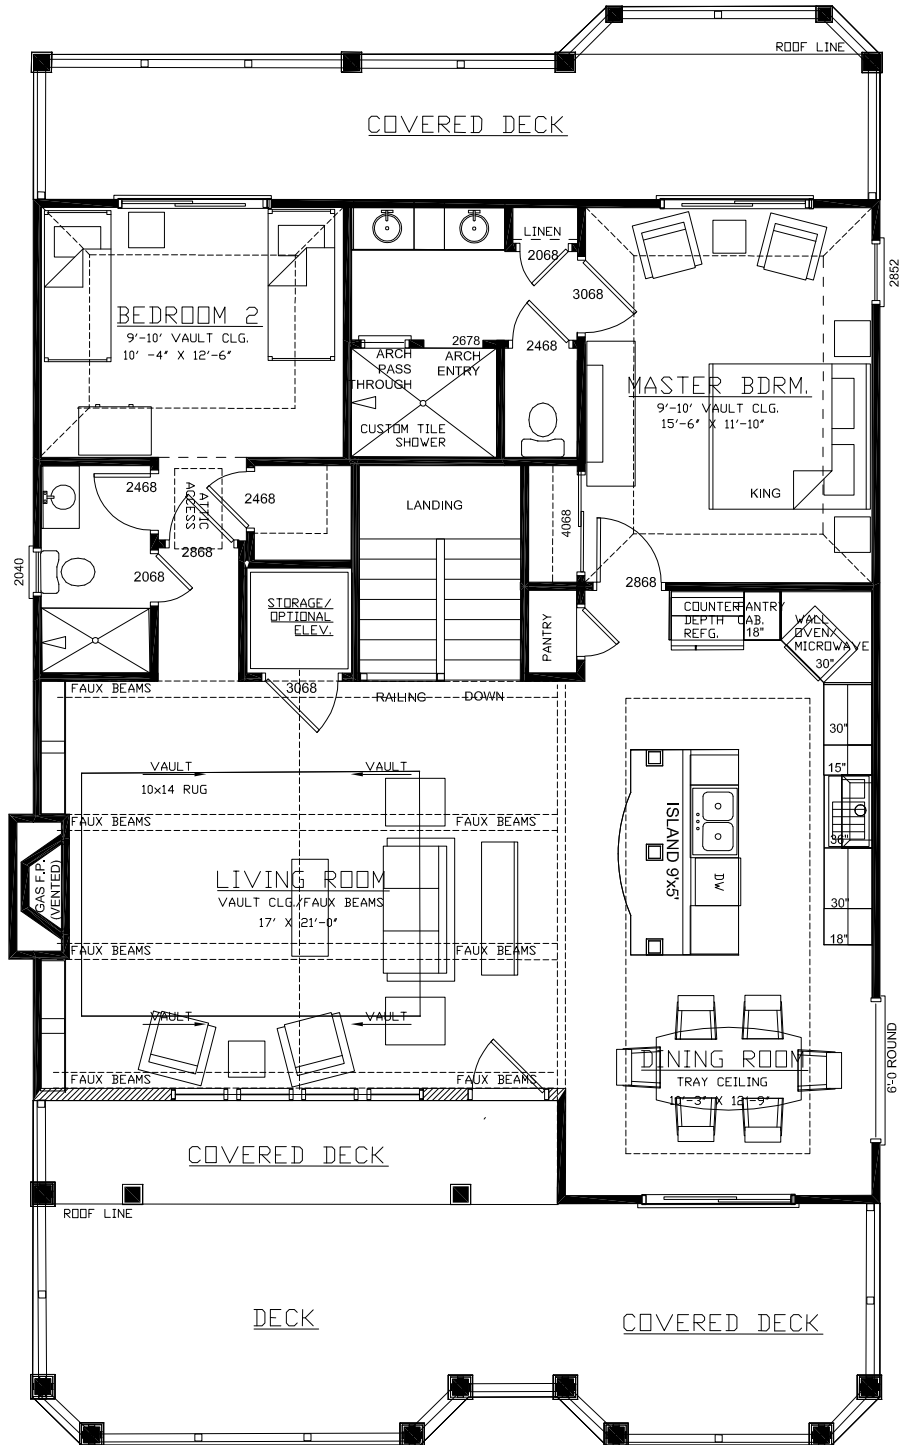 ROOF LINE
COVERED DECK
LINEN
2068
2852
3068
BEDROOM 2
9'-10' VAULT CLG.
10' -4" X 12'-6"
2678
2468
ARCH
PASS
THROUGH
ARCH
ENTRY
CUSTOM TILE
SHOWER
MASTER BDRM.
9'-10' VAULT CLG.
15'-6" X 11'-10"
KING
2468
ATTIC
ACCESS
2468
LANDING
4068
2868
2040
2068
2868
STORAGE/
OPTIONAL
ELEV.
PANTRY
COUNTER
DEPTH
REFG.
PANTRY
CAB.
18"
WALL
OVEN/
MICROWAVE
30"
FAUX BEAMS
3068
RAILING
DOWN
30"
VAULT
VAULT
15"
10x14 RUG
FAUX BEAMS
FAUX BEAMS
ISLAND 9'x5'
36"
GAS F.P.
(VENTED)
LIVING ROOM
VAULT CLG./FAUX BEAMS
17' X 21'-0"
DW
30"
18"
FAUX BEAMS
FAUX BEAMS
VAULT
VAULT
DINING ROOM
TRAY CEILING
10'-3" X 12'-9"
6'-0 ROUND
FAUX BEAMS
FAUX BEAMS
COVERED DECK
ROOF LINE
DECK
COVERED DECK